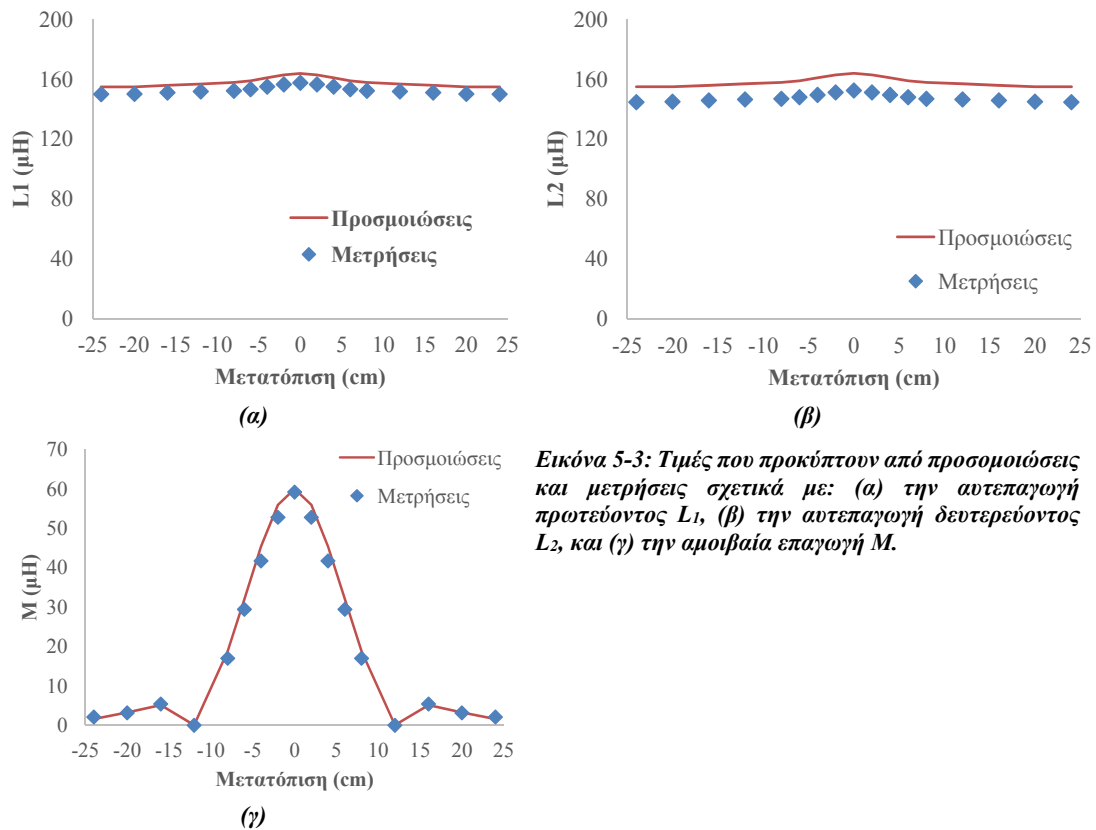 200
160
120
80
40
0
L1 (μH)
Προσμοιώσεις
Μετρήσεις
-25 -20 -15 -10 -5 0 5 10 15 20 25
Μετατόπιση (cm)
(α)
200
160
120
80
40
0
L2 (μH)
Προσμοιώσεις
Μετρήσεις
-25 -20 -15 -10 -5 0 5 10 15 20 25
Μετατόπιση (cm)
(β)
70
60
50
40
30
20
10
0
M (μH)
Προσμοιώσεις
Μετρήσεις
-25 -20 -15 -10 -5 0 5 10 15 20 25
Μετατόπιση (cm)
(γ)
Εικόνα 5-3: Τιμές που προκύπτουν από προσομοιώσεις
και μετρήσεις σχετικά με: (α) την αυτεπαγωγή
πρωτεύοντος L1, (β) την αυτεπαγωγή δευτερεύοντος
L2, και (γ) την αμοιβαία επαγωγή M.